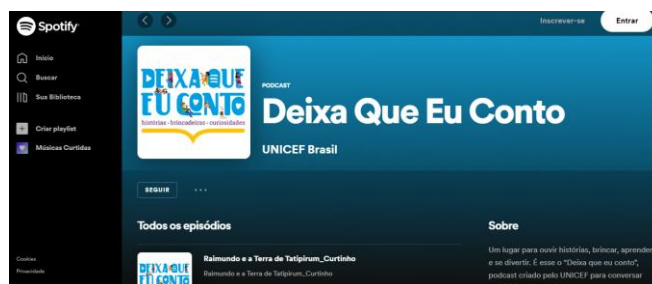 Spotify
Inscrever-se
Entrar
Início
Buscar
Sua Biblioteca
Criar playlist
Músicas Curtidas
DEIXA QUE
EU CONTO
histórias · brincadeiras · curiosidades
PODCAST
Deixa Que Eu Conto
UNICEF Brasil
SEGUIR
Todos os episódios
DEIXA QUE
EU CONTO
Raimundo e a Terra de Tatipirum_Curtinho
Raimundo e a Terra de Tatipirum_Curtinho
Sobre
Um lugar para ouvir histórias, brincar, aprender
e se divertir. É esse o "Deixa que eu conto",
podcast criado pelo UNICEF para conversar
Cookies
Privacidade